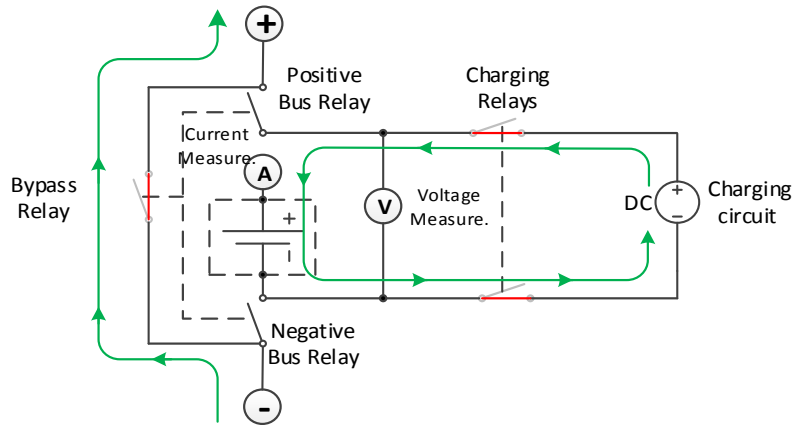 +
Positive
Bus Relay
Charging
Relays
Current
Measure.
A
Bypass
Relay
+
V
Voltage
Measure.
DC
+
−
Charging
circuit
Negative
Bus Relay
-